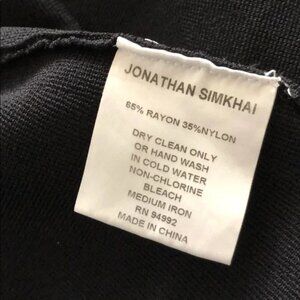 JONATHAN SIMKHAI
65% RAYON 35%NYLON
DRY CLEAN ONLY
OR HAND WASH
IN COLD WATER
NON-CHLORINE
BLEACH
MEDIUM IRON
RN 94992
MADE IN CHINA